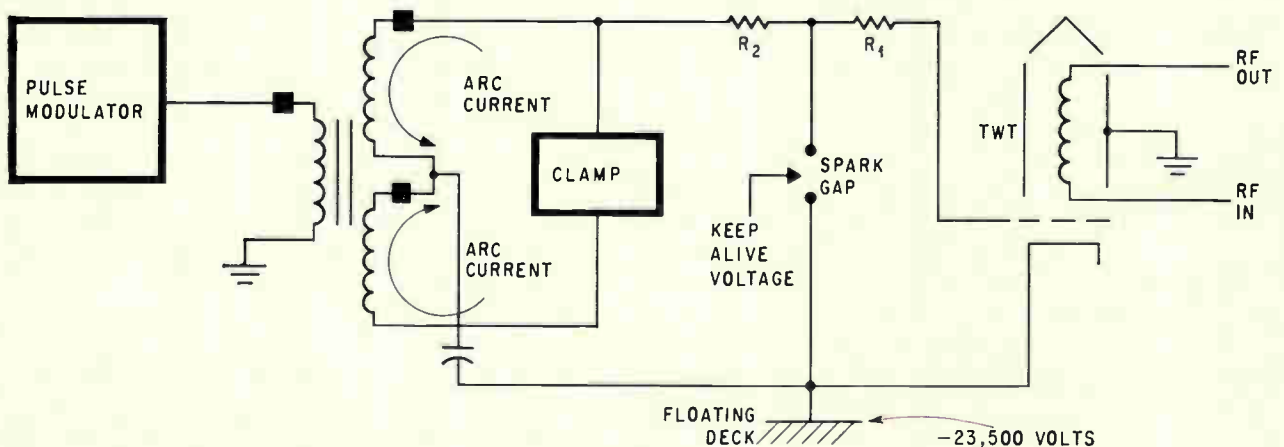 PULSE
MODULATOR
ARC
CURRENT
ARC
CURRENT
CLAMP
R2
R1
SPARK
GAP
KEEP
ALIVE
VOLTAGE
TWT
RF
OUT
RF
IN
FLOATING
DECK
-23,500 VOLTS